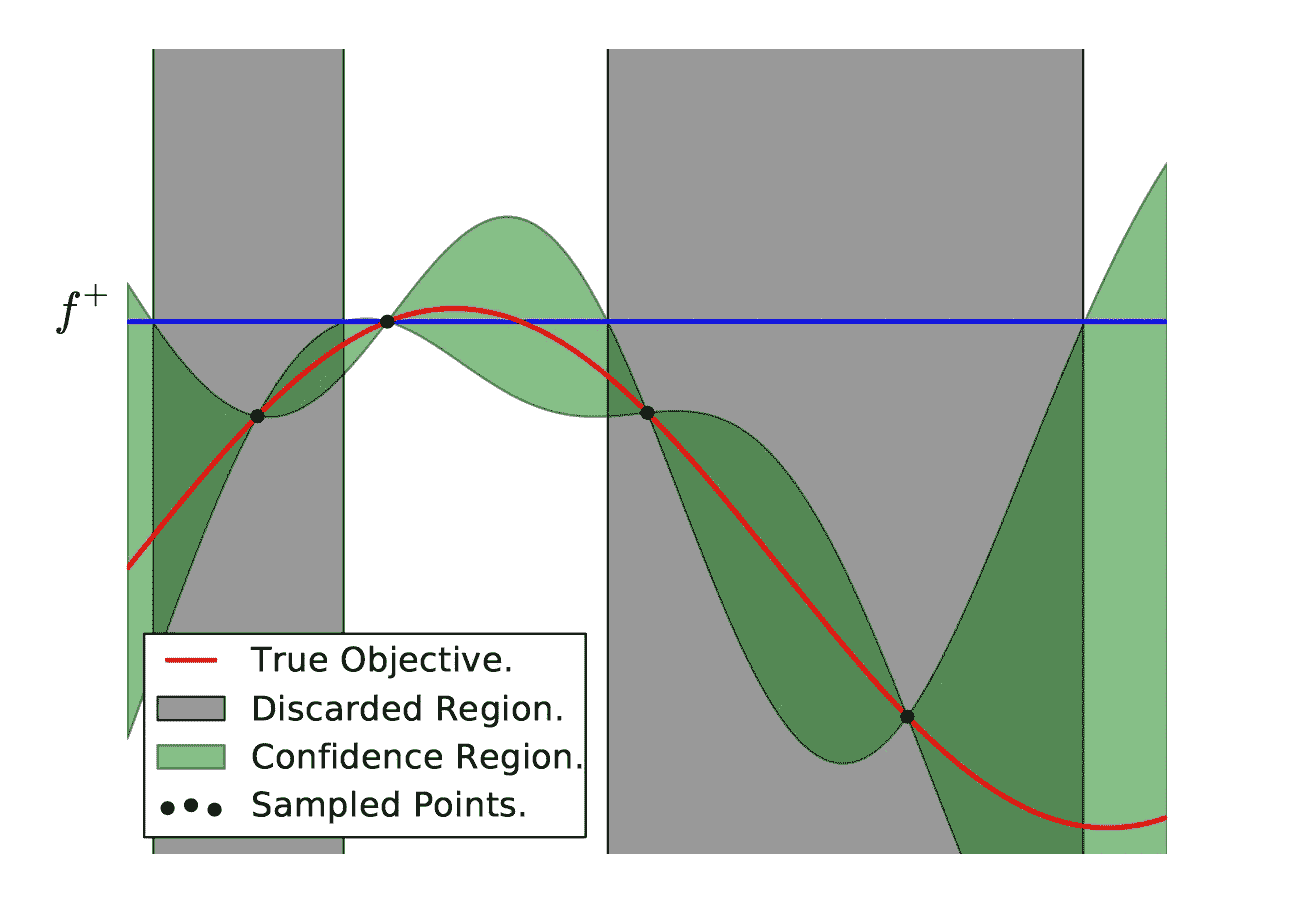 f⁺
True Objective.
Discarded Region.
Confidence Region.
Sampled Points.